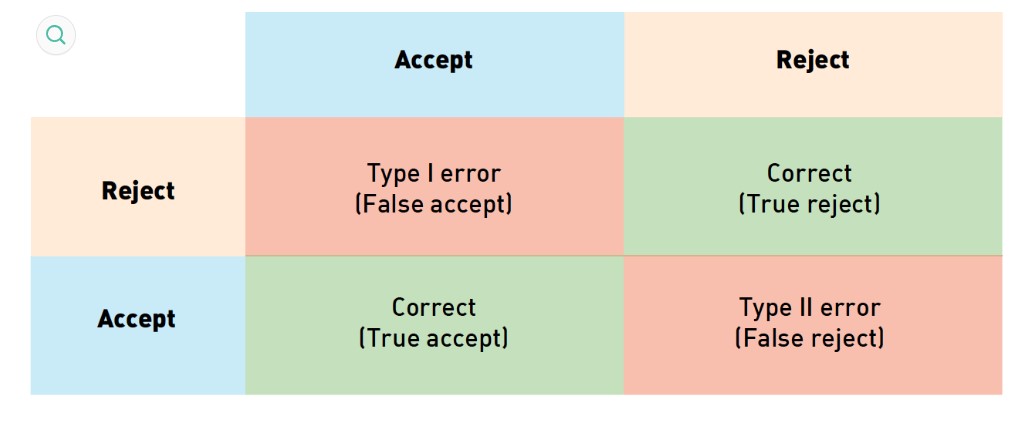 Accept
Reject
Reject
Type I error
(False accept)
Correct
(True reject)
Accept
Correct
(True accept)
Type II error
(False reject)